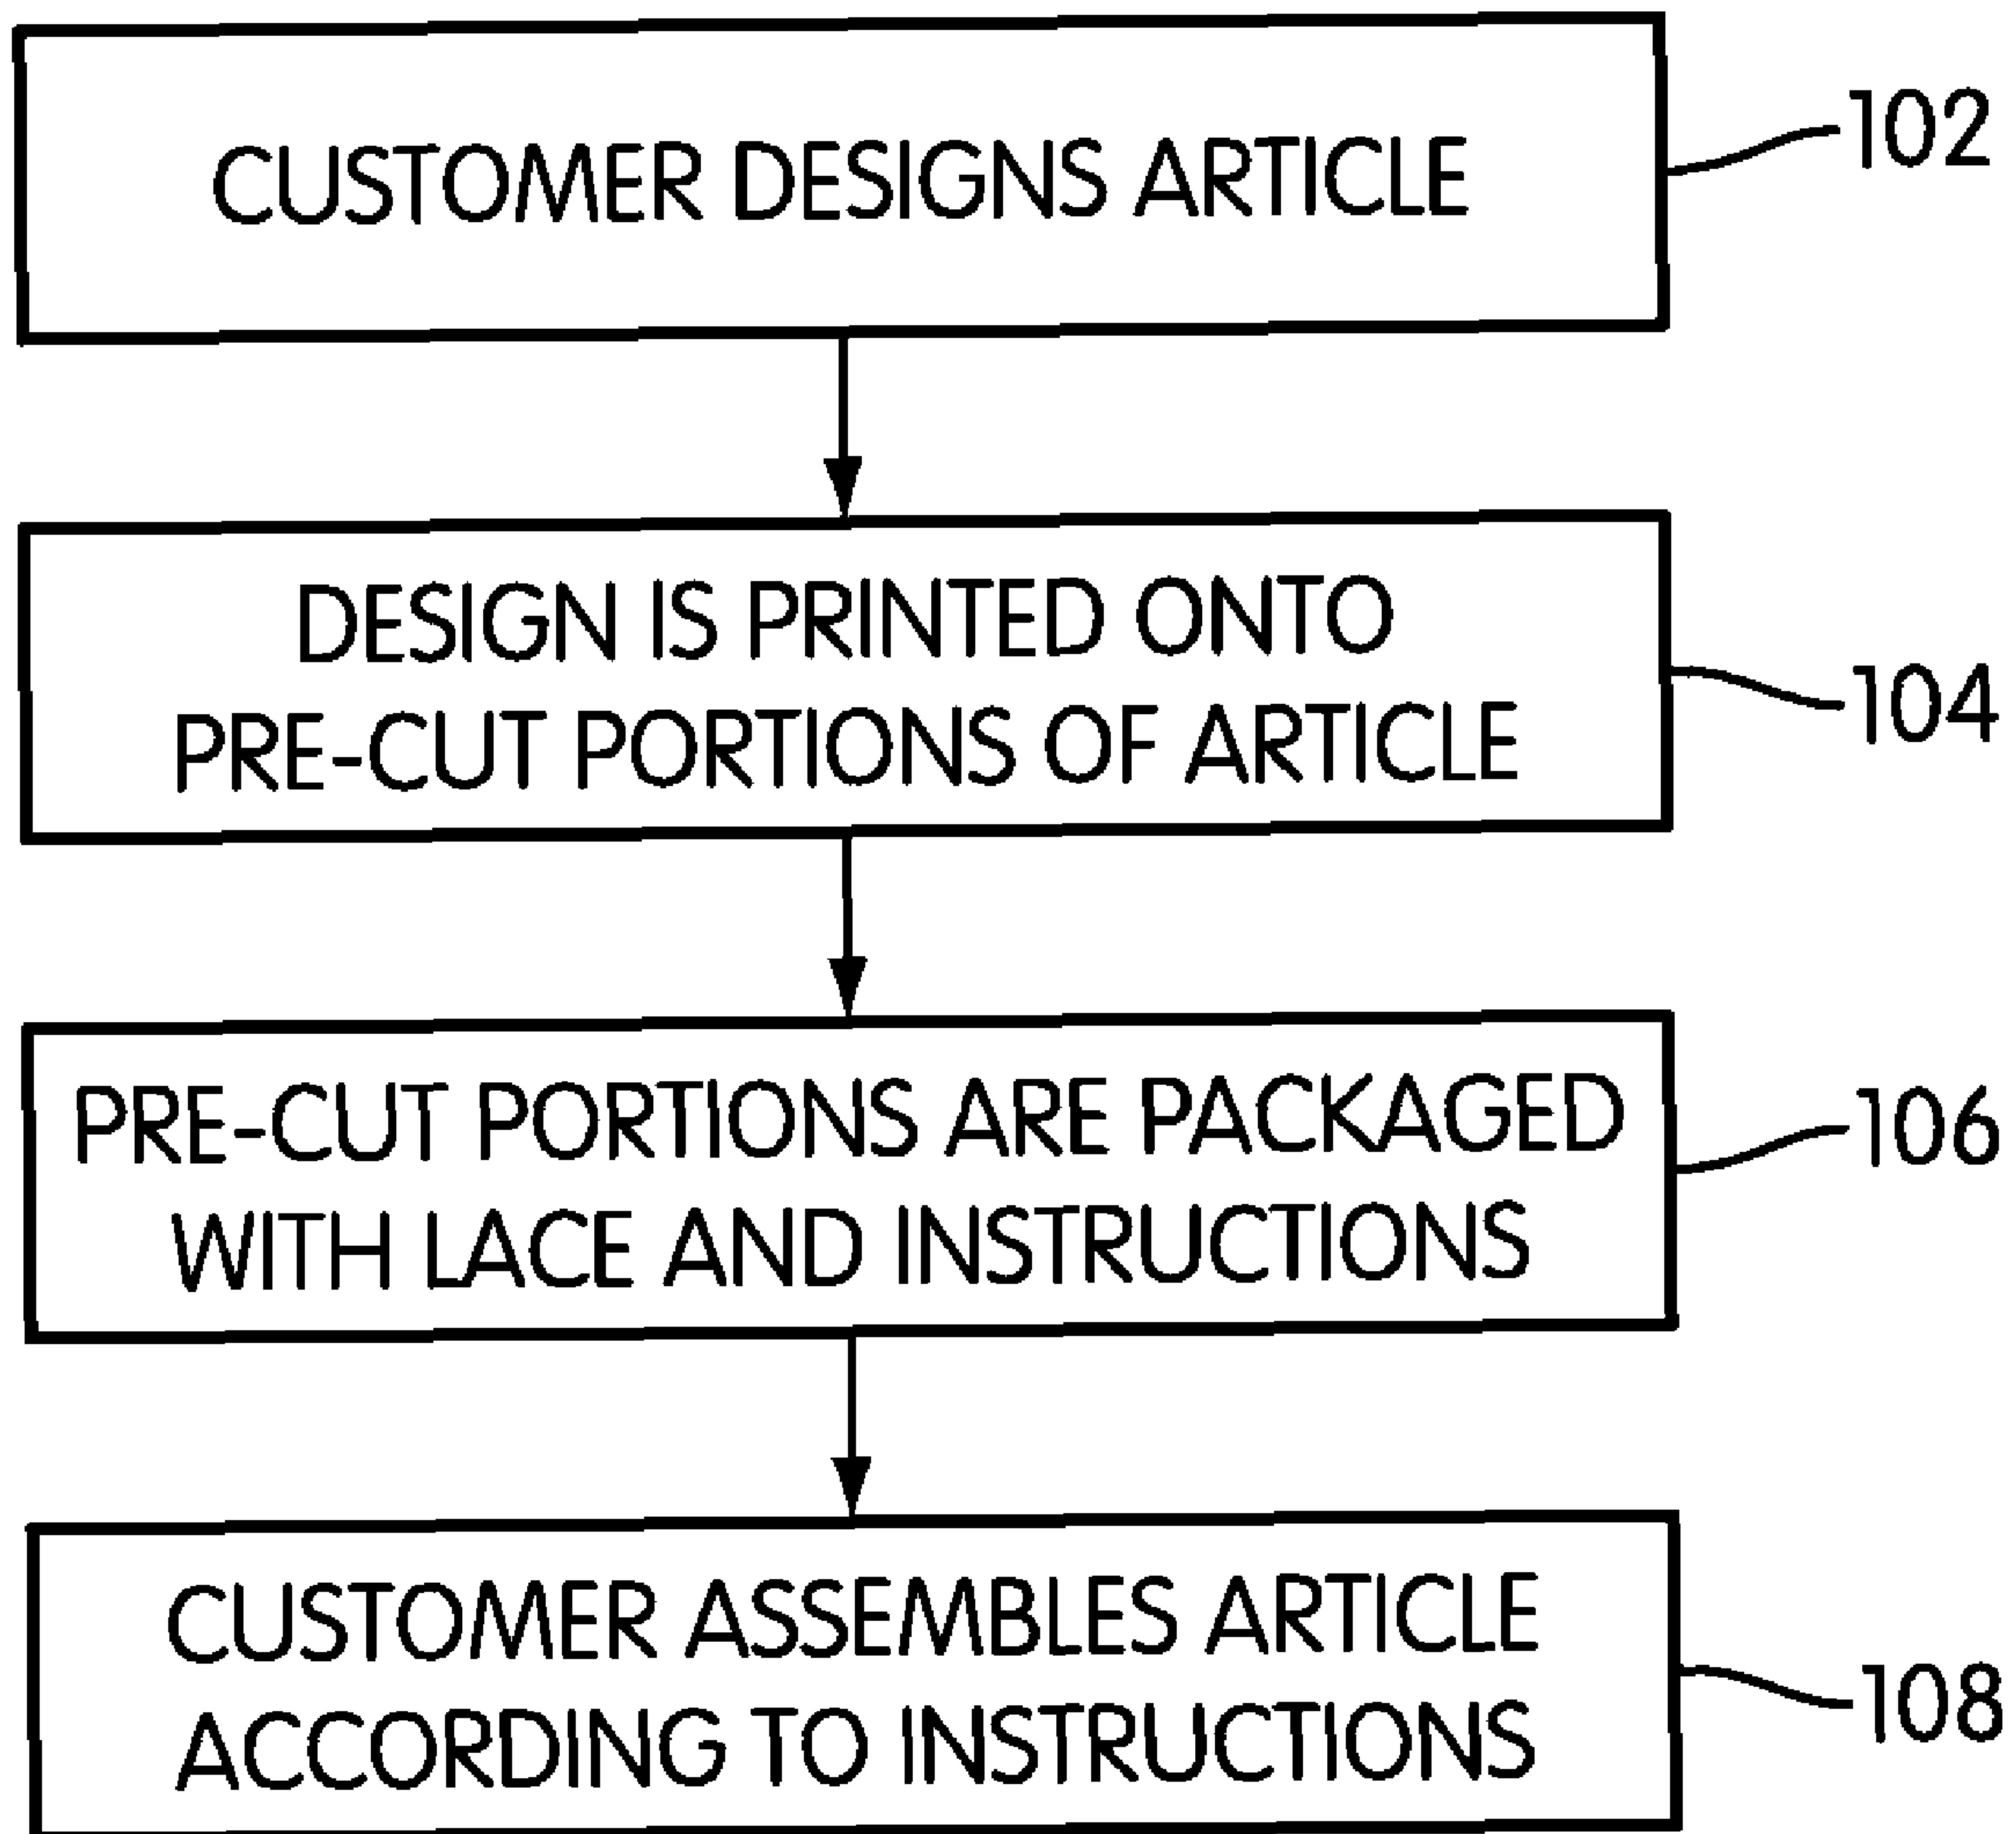 CUSTOMER DESIGNS ARTICLE
102
DESIGN IS PRINTED ONTO
PRE-CUT PORTIONS OF ARTICLE
104
PRE-CUT PORTIONS ARE PACKAGED
WITH LACE AND INSTRUCTIONS
106
CUSTOMER ASSEMBLES ARTICLE
ACCORDING TO INSTRUCTIONS
108